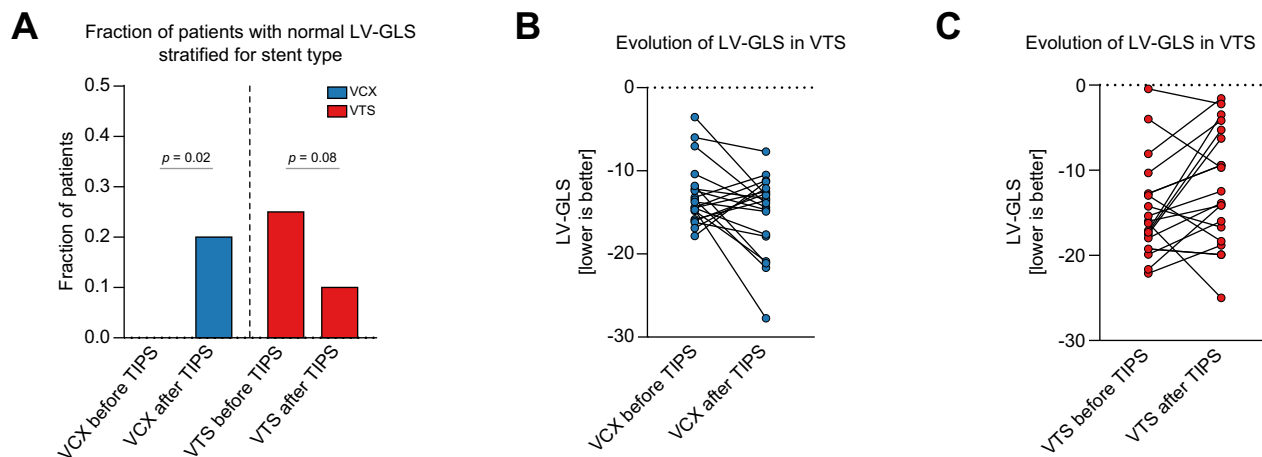 A
Fraction of patients with normal LV-GLS
stratified for stent type
Fraction of patients
0.5
0.4
0.3
0.2
0.1
0.0
VCX
VTS
p = 0.02
p = 0.08
VCX before TIPS
VCX after TIPS
VTS before TIPS
VTS after TIPS
B
Evolution of LV-GLS in VTS
LV-GLS
[lower is better]
0
-10
-20
-30
VCX before TIPS
VCX after TIPS
C
Evolution of LV-GLS in VTS
LV-GLS
[lower is better]
0
-10
-20
-30
VTS before TIPS
VTS after TIPS